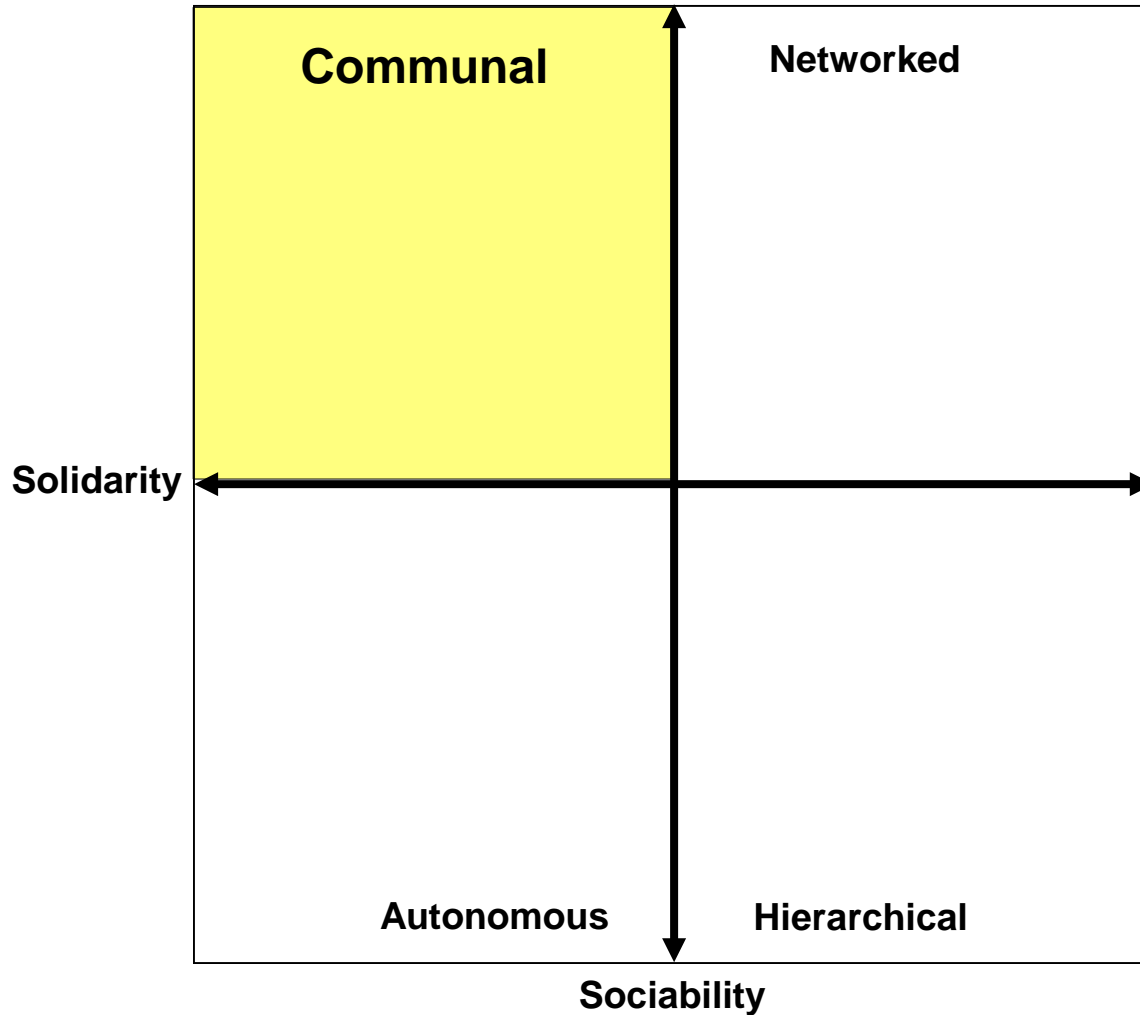 Communal
Networked
Solidarity
Autonomous
Hierarchical
Sociability